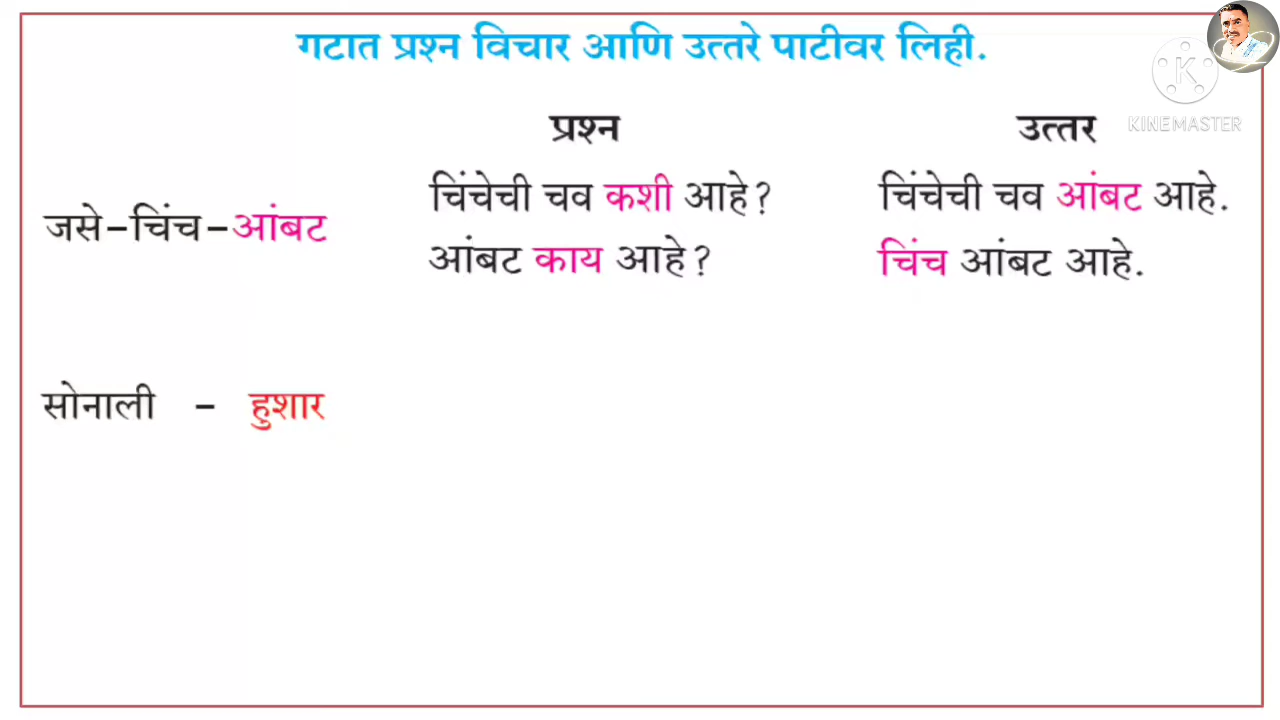 गटात प्रश्न विचार आणि उत्तरे पाटीवर लिही.
KINEMASTER
प्रश्न उत्तर
जसे-चिंच-आंबट
चिंचेची चव कशी आहे? चिंचेची चव आंबट आहे.
आंबट काय आहे? चिंच आंबट आहे.
सोनाली - हुशार